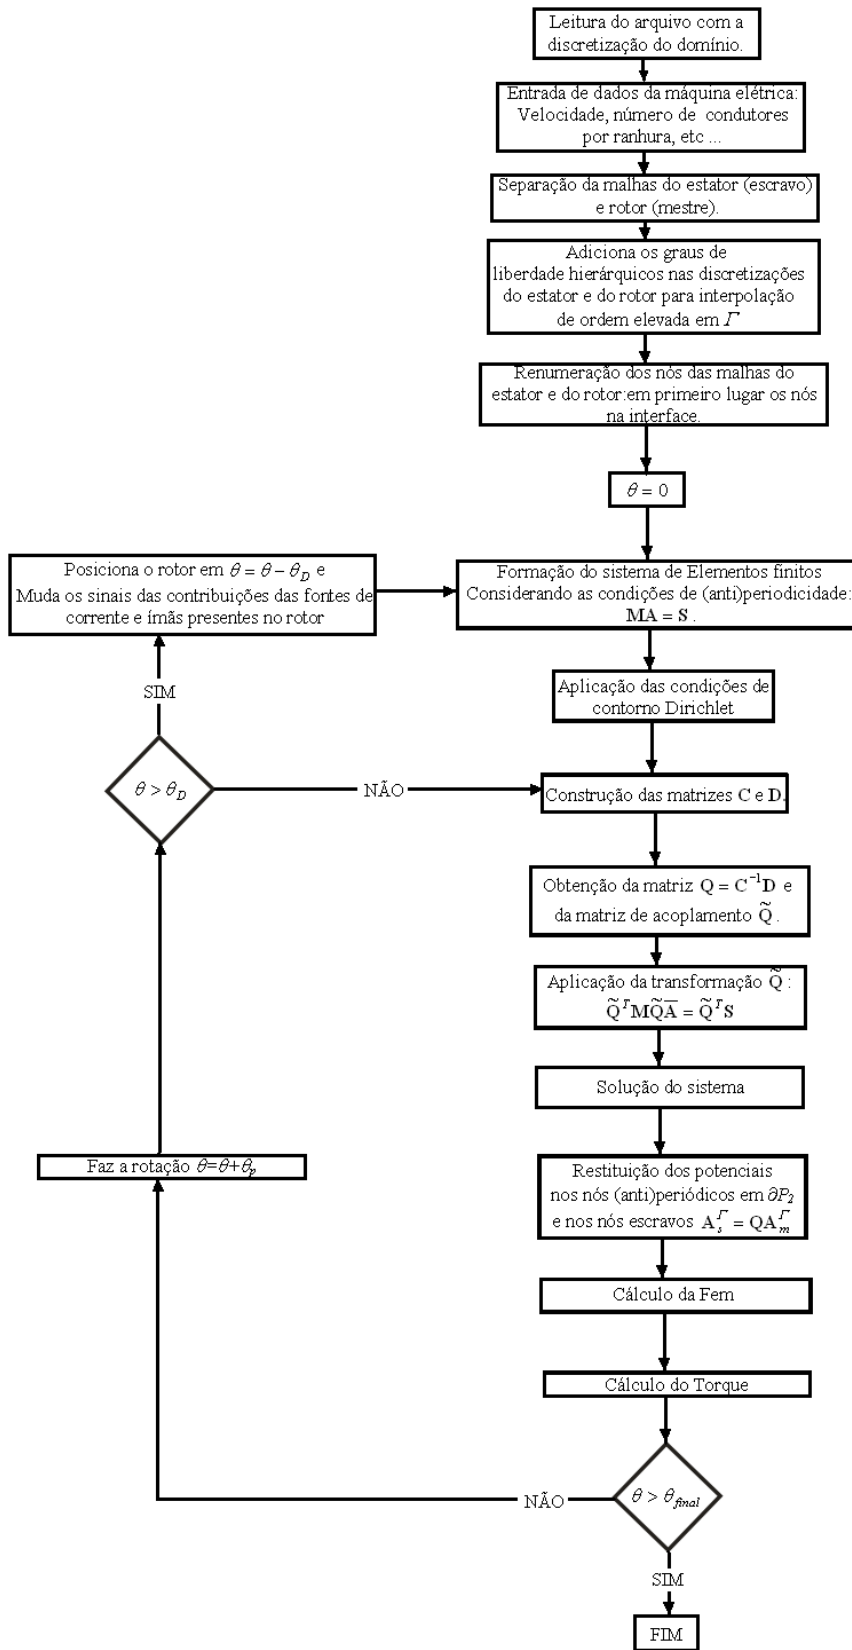 Leitura do arquivo com a
discretização do domínio.
Entrada de dados da máquina elétrica:
Velocidade, número de condutores
por ranhura, etc ...
Separação da malhas do estator (escravo)
e rotor (mestre).
Adiciona os graus de
liberdade hierárquicos nas discretizações
do estator e do rotor para interpolação
de ordem elevada em Γ
Renumeração dos nós das malhas do
estator e do rotor:em primeiro lugar os nós
na interface.
θ = 0
Posiciona o rotor em θ = θ − θ_D e
Muda os sinais das contribuições das fontes de
corrente e ímãs presentes no rotor
Formação do sistema de Elementos finitos
Considerando as condições de (anti)periodicidade:
MA = S .
SIM
Aplicação das condições de
contorno Dirichlet
θ > θ_D
NÃO
Construção das matrizes C e D.
Obtenção da matriz Q = C⁻¹D e
da matriz de acoplamento Q̃ .
Aplicação da transformação Q̃ :
Q̃ᵀMQ̃A̅ = Q̃ᵀS
Solução do sistema
Faz a rotação θ=θ+θ_p
Restituição dos potenciais
nos nós (anti)periódicos em ∂P₂
e nos nós escravos A_s^Γ = QA_m^Γ
Cálculo da Fem
Cálculo do Torque
NÃO
θ > θ_final
SIM
FIM